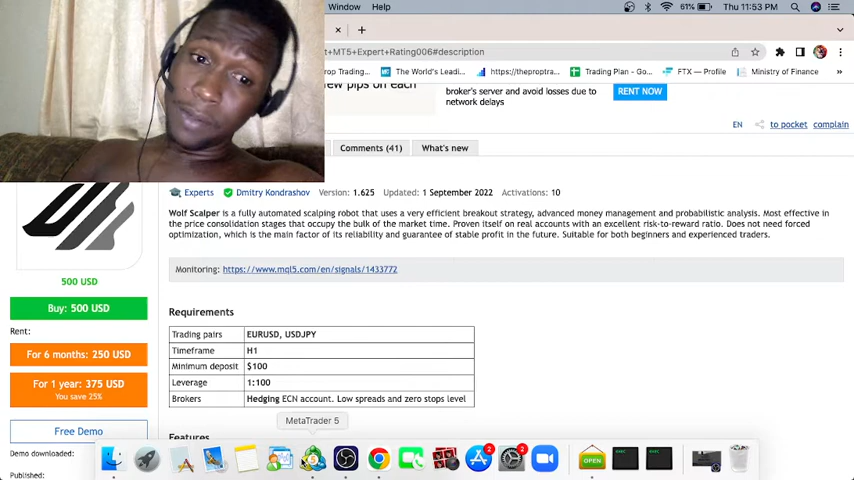 Window Help
61% Thu 11:53 PM
t+MT5+Expert+Rating006#description
rop Trading...
The World's Leadi...
https://theproptra...
Trading Plan - Go...
FTX — Profile
Ministry of Finance
»
new pips on each
broker's server and avoid losses due to
network delays
RENT NOW
EN to pocket complain
Comments (41) What's new
Experts Dmitry Kondrashov Version: 1.625 Updated: 1 September 2022 Activations: 10
Wolf Scalper is a fully automated scalping robot that uses a very efficient breakout strategy, advanced money management and probabilistic analysis. Most effective in
the price consolidation stages that occupy the bulk of the market time. Proven itself on real accounts with an excellent risk-to-reward ratio. Does not need forced
optimization, which is the main factor of its reliability and guarantee of stable profit in the future. Suitable for both beginners and experienced traders.
Monitoring: https://www.mql5.com/en/signals/1433772
500 USD
Buy: 500 USD
Rent:
For 6 months: 250 USD
For 1 year: 375 USD
You save 25%
Free Demo
Demo downloaded:
Published:
Requirements
Trading pairs EURUSD, USDJPY
Timeframe H1
Minimum deposit $100
Leverage 1:100
Brokers Hedging ECN account. Low spreads and zero stops level
MetaTrader 5
Features
2
2
OPEN
EXEC
EXEC